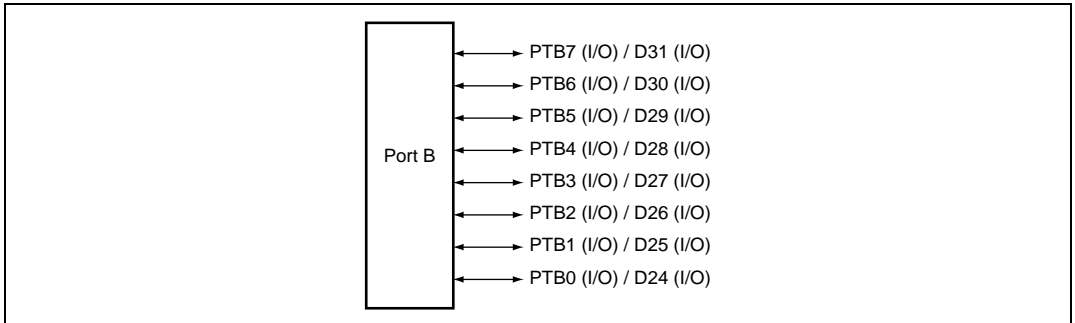 PTB7 (I/O) / D31 (I/O)
PTB6 (I/O) / D30 (I/O)
PTB5 (I/O) / D29 (I/O)
Port B
PTB4 (I/O) / D28 (I/O)
PTB3 (I/O) / D27 (I/O)
PTB2 (I/O) / D26 (I/O)
PTB1 (I/O) / D25 (I/O)
PTB0 (I/O) / D24 (I/O)